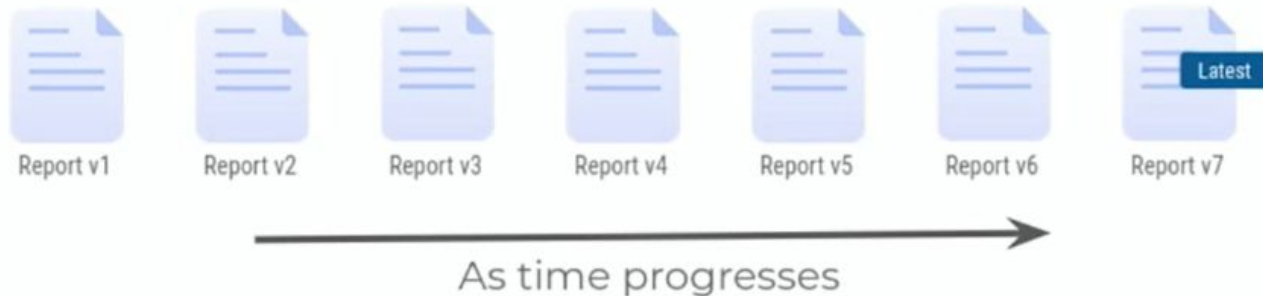 Latest
Report v1 Report v2 Report v3 Report v4 Report v5 Report v6 Report v7
As time progresses